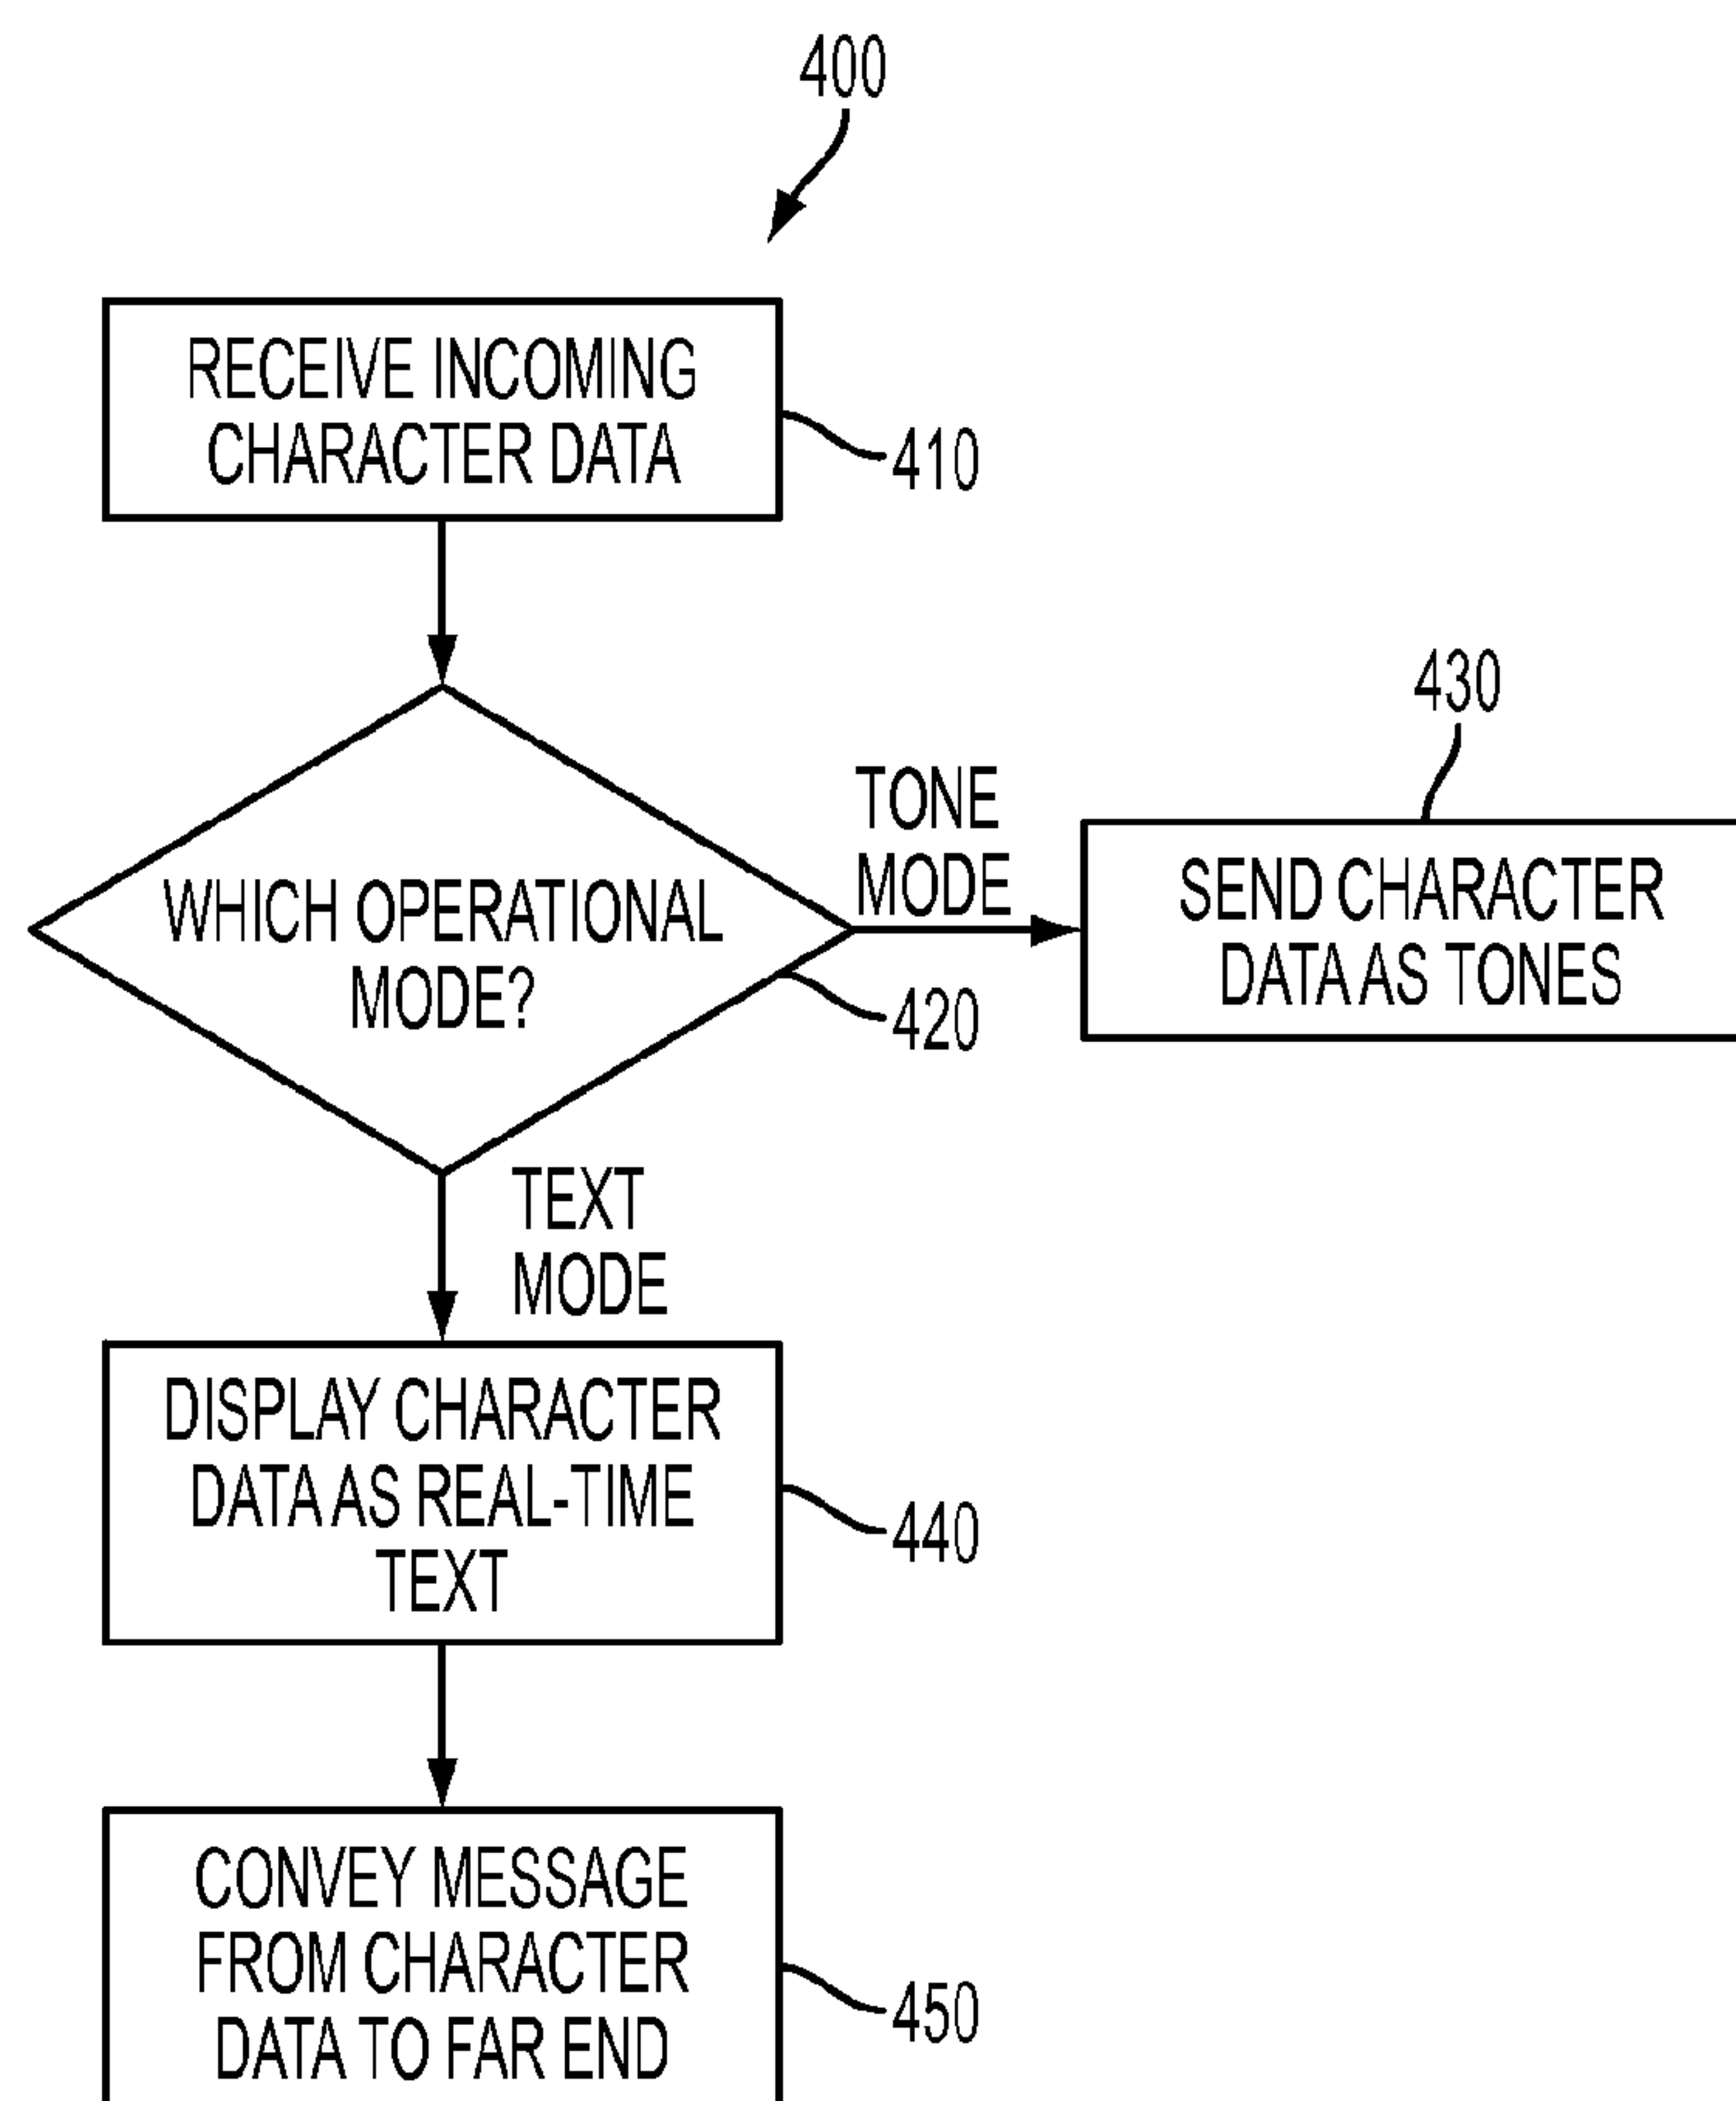 400
RECEIVE INCOMING
CHARACTER DATA
410
WHICH OPERATIONAL
MODE?
420
TONE
MODE
430
SEND CHARACTER
DATA AS TONES
TEXT
MODE
DISPLAY CHARACTER
DATA AS REAL-TIME
TEXT
440
CONVEY MESSAGE
FROM CHARACTER
DATA TO FAR END
450